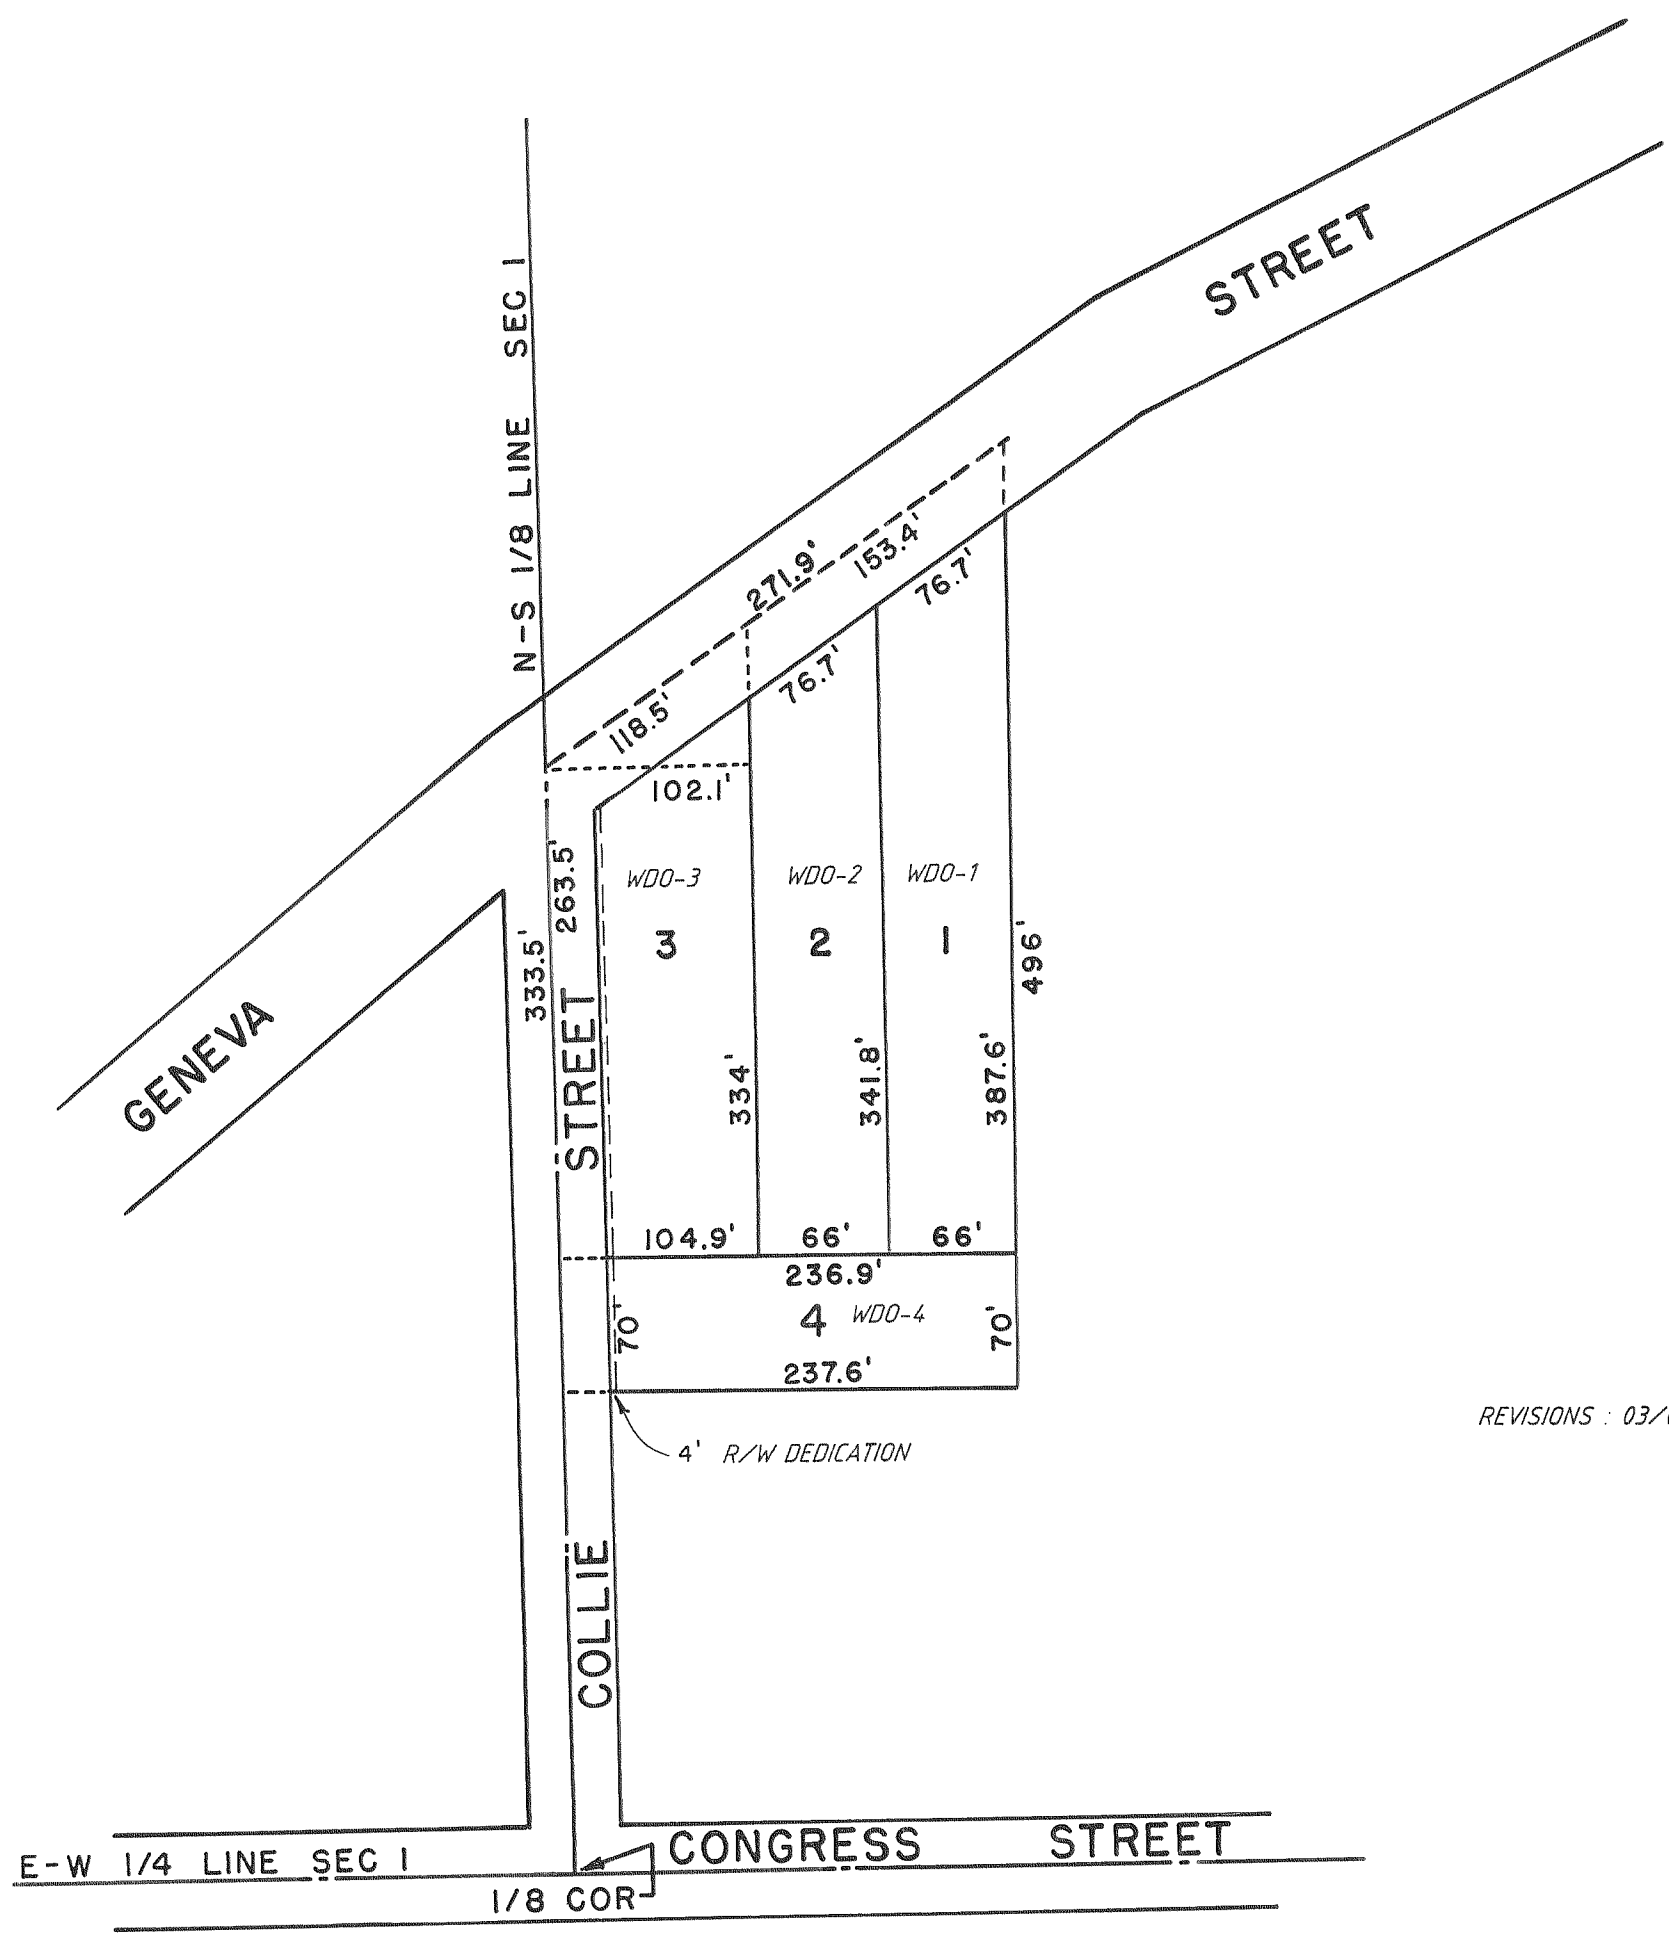 STREET
N-S 1/8 LINE SEC 1
271.9'
153.4'
76.7'
118.5'
76.7'
102.1'
263.5'
333.5'
WDO-3
WDO-2
WDO-1
3
2
1
496'
GENEVA
STREET
334'
341.8'
387.6'
104.9'
66'
66'
236.9'
70'
4
WDO-4
70'
237.6'
4' R/W DEDICATION
REVISIONS : 03/
COLLIE
CONGRESS STREET
E-W 1/4 LINE SEC 1
1/8 COR